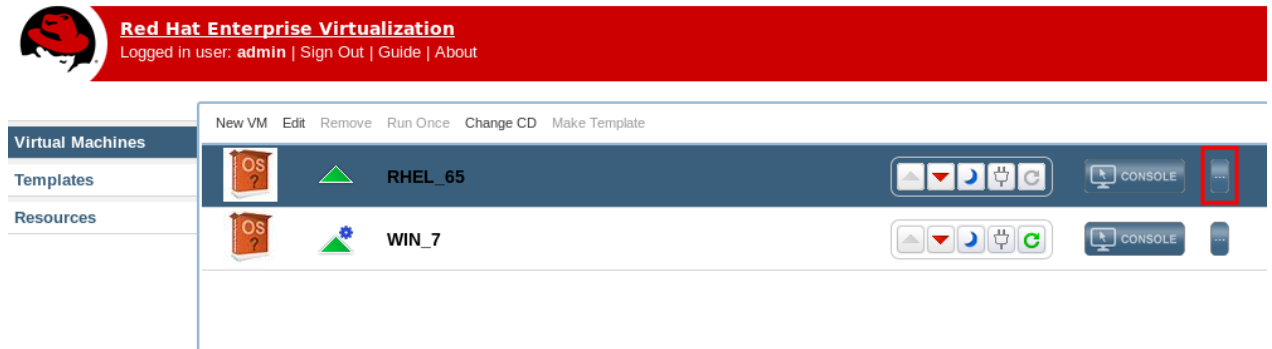 Red Hat Enterprise Virtualization
Logged in user: admin | Sign Out | Guide | About
New VM Edit Remove Run Once Change CD Make Template
Virtual Machines
OS ? RHEL_65 CONSOLE ...
Templates
Resources
OS ? WIN_7 CONSOLE ...